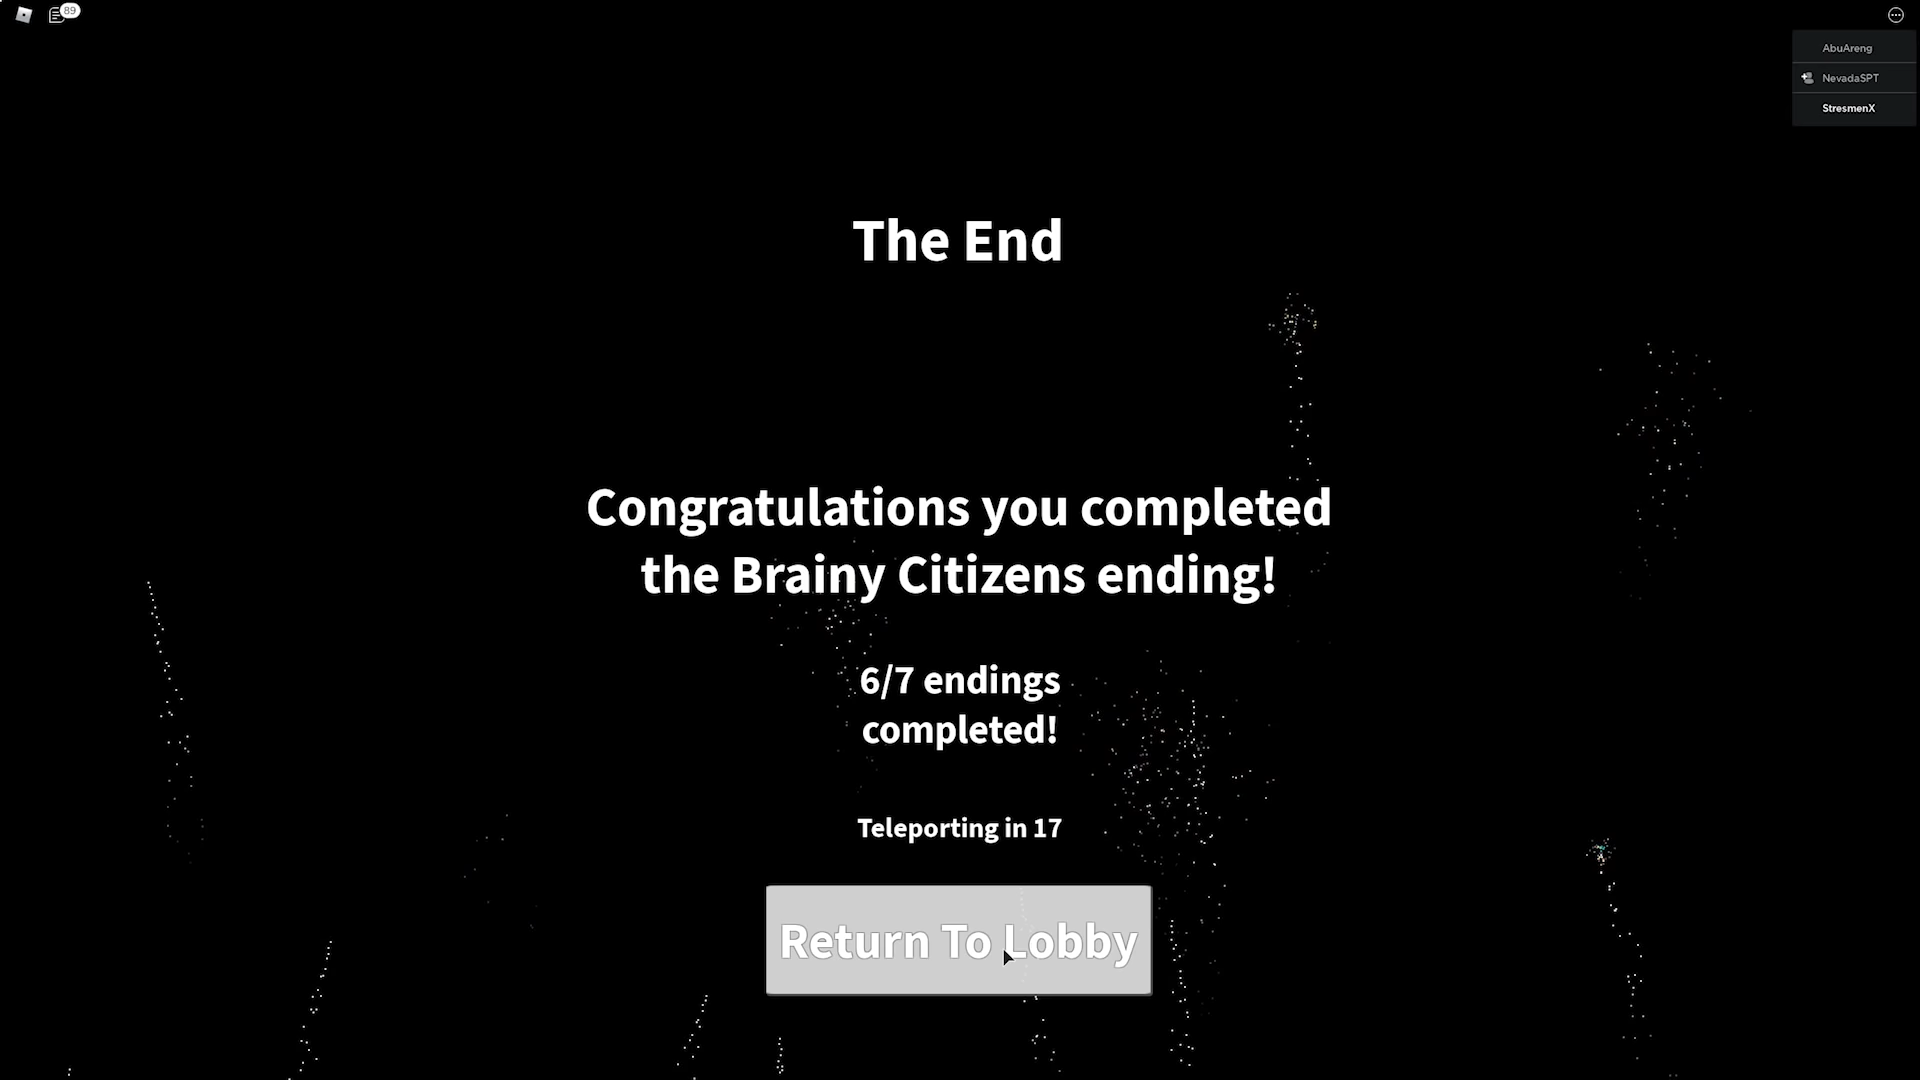 89
AbuAreng
NevadaSPT
StresmenX
The End
Congratulations you completed
the Brainy Citizens ending!
6/7 endings
completed!
Teleporting in 17
Return To Lobby